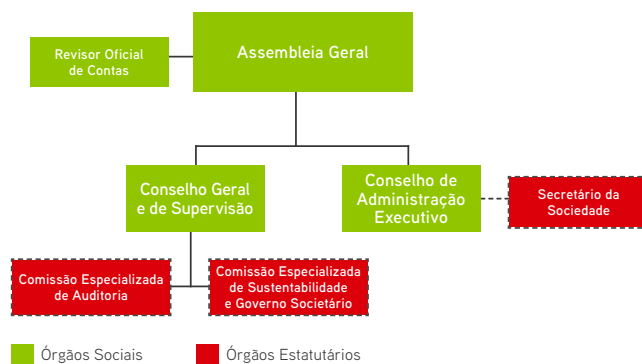 Assembleia Geral
Revisor Oficial
de Contas
Conselho Geral
e de Supervisão
Conselho de
Administração
Executivo
Secretário da
Sociedade
Comissão Especializada
de Auditoria
Comissão Especializada
de Sustentabilidade
e Governo Societário
Órgãos Sociais
Órgãos Estatutários